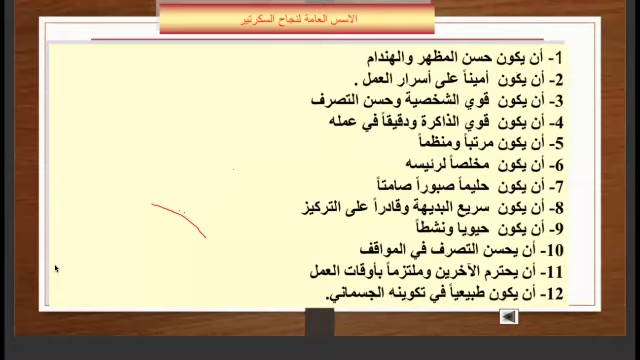 الاسس العامة لنجاح السكرتير
1- أن يكون حسن المظهر والهندام
2- أن يكون أميناً على أسرار العمل .
3- أن يكون قوي الشخصية وحسن التصرف
4- أن يكون قوي الذاكرة ودقيقاً في عمله
5- أن يكون مرتباً ومنظماً
6- أن يكون مخلصاً لرئيسه
7- أن يكون حليماً صبوراً صامتاً
8- أن يكون سريع البديهة وقادراً على التركيز
9- أن يكون حيويا ونشطاً
10- أن يحسن التصرف في المواقف
11- أن يحترم الآخرين وملتزماً بأوقات العمل
12- أن يكون طبيعياً في تكوينه الجسماني.